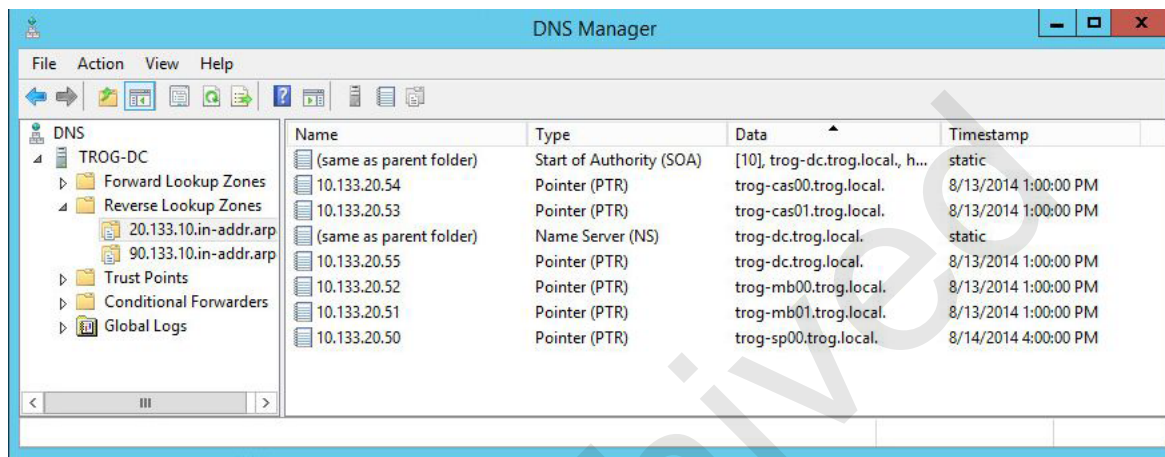 DNS Manager
File Action View Help
DNS
TROG-DC
Forward Lookup Zones
Reverse Lookup Zones
20.133.10.in-addr.arp
90.133.10.in-addr.arp
Trust Points
Conditional Forwarders
Global Logs
Name Type Data Timestamp
(same as parent folder) Start of Authority (SOA) [10], trog-dc.trog.local., h... static
10.133.20.54 Pointer (PTR) trog-cas00.trog.local. 8/13/2014 1:00:00 PM
10.133.20.53 Pointer (PTR) trog-cas01.trog.local. 8/13/2014 1:00:00 PM
(same as parent folder) Name Server (NS) trog-dc.trog.local. static
10.133.20.55 Pointer (PTR) trog-dc.trog.local. 8/13/2014 1:00:00 PM
10.133.20.52 Pointer (PTR) trog-mb00.trog.local. 8/13/2014 1:00:00 PM
10.133.20.51 Pointer (PTR) trog-mb01.trog.local. 8/13/2014 1:00:00 PM
10.133.20.50 Pointer (PTR) trog-sp00.trog.local. 8/14/2014 4:00:00 PM